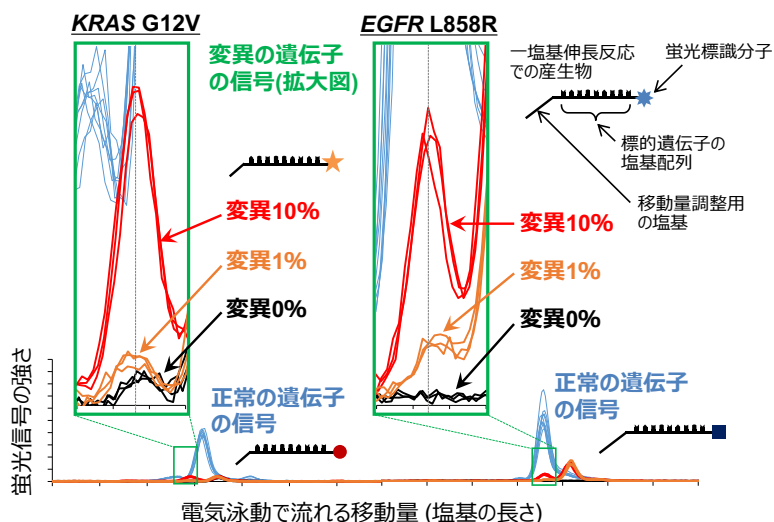 KRAS G12V
EGFR L858R
変異の遺伝子
の信号(拡大図)
一塩基伸長反応
での産生物
蛍光標識分子
標的遺伝子の
塩基配列
移動量調整用
の塩基
変異10%
変異1%
変異0%
変異10%
変異1%
変異0%
正常の遺伝子
の信号
正常の遺伝子
の信号
蛍光信号の強さ
電気泳動で流れる移動量 (塩基の長さ)